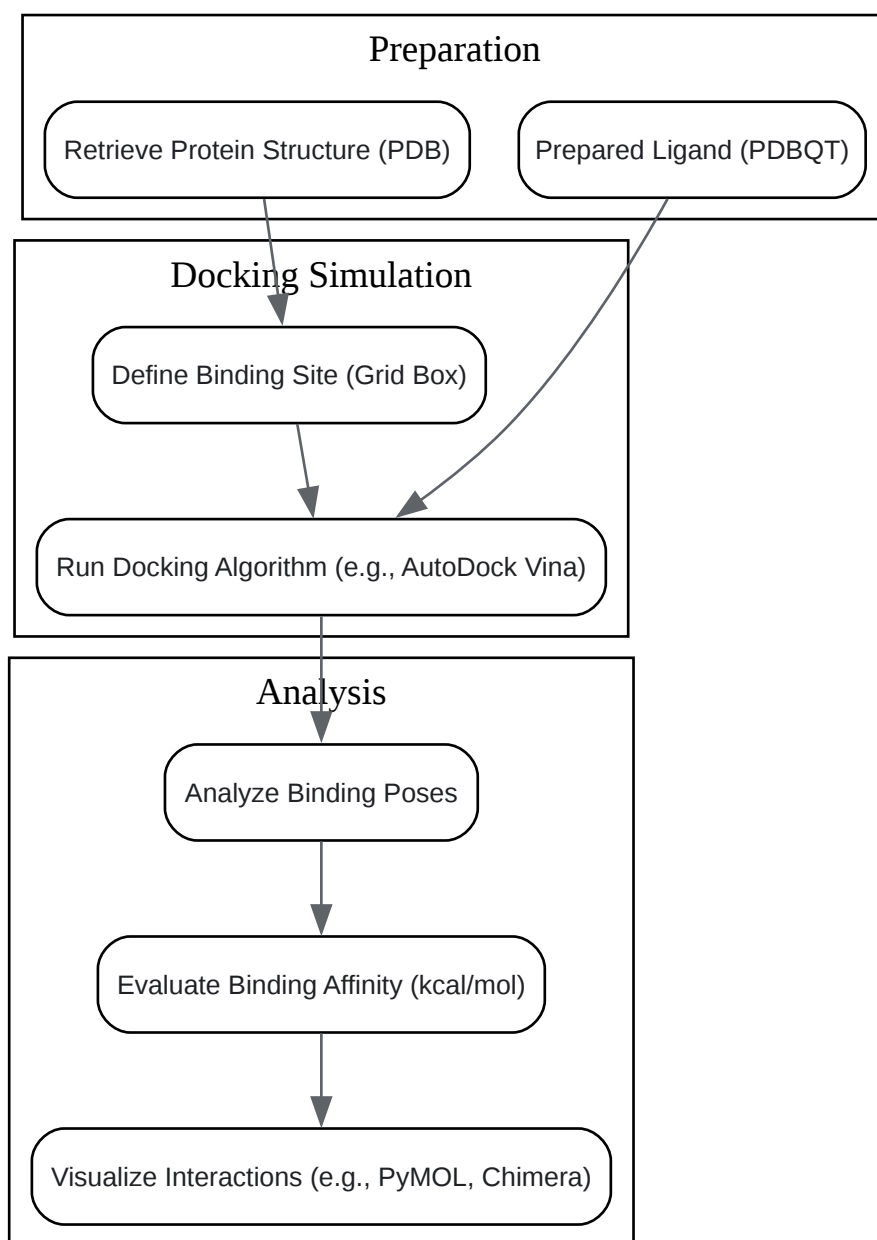 Preparation
Retrieve Protein Structure (PDB)
Prepared Ligand (PDBQT)
Docking Simulation
Define Binding Site (Grid Box)
Run Docking Algorithm (e.g., AutoDock Vina)
Analysis
Analyze Binding Poses
Evaluate Binding Affinity (kcal/mol)
Visualize Interactions (e.g., PyMOL, Chimera)